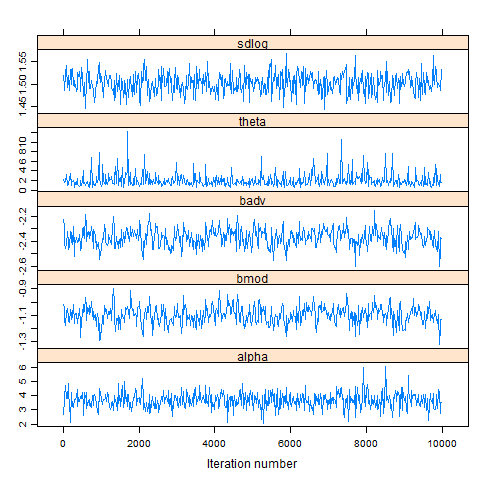 sdlog
1.45 1.50 1.55
theta
0 2 4 6 8 10
badv
-2.6 -2.4 -2.2
bmod
-1.3 -1.1 -0.9
alpha
2 3 4 5 6
0 2000 4000 6000 8000 10000
Iteration number